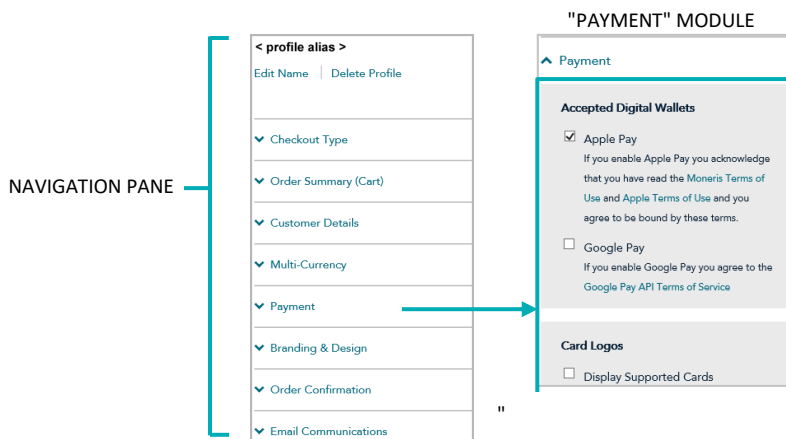 "PAYMENT" MODULE
< profile alias >
Edit Name | Delete Profile
Checkout Type
Order Summary (Cart)
Customer Details
Multi-Currency
Payment
Branding & Design
Order Confirmation
Email Communications
NAVIGATION PANE
Payment
Accepted Digital Wallets
Apple Pay
If you enable Apple Pay you acknowledge
that you have read the Moneris Terms of
Use and Apple Terms of Use and you
agree to be bound by these terms.
Google Pay
If you enable Google Pay you agree to the
Google Pay API Terms of Service
Card Logos
Display Supported Cards
"